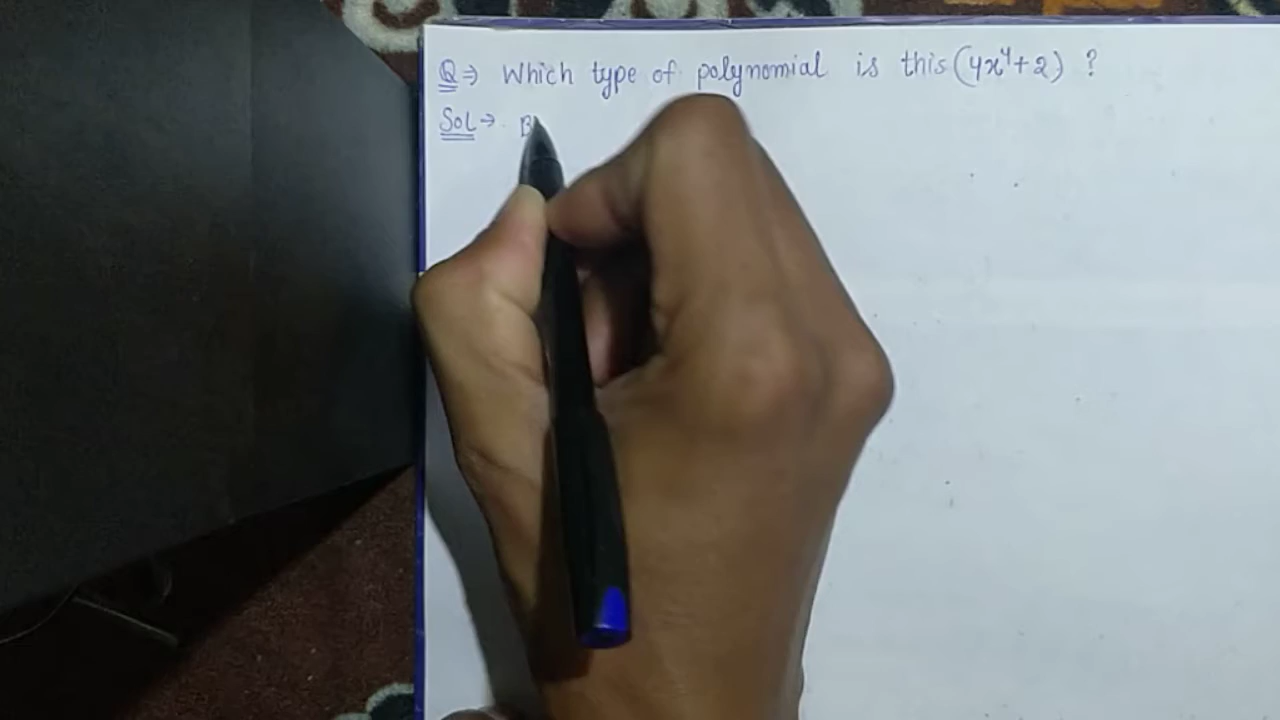 Q⇒ Which type of polynomial is this (4x⁴+2) ?
Sol→ B